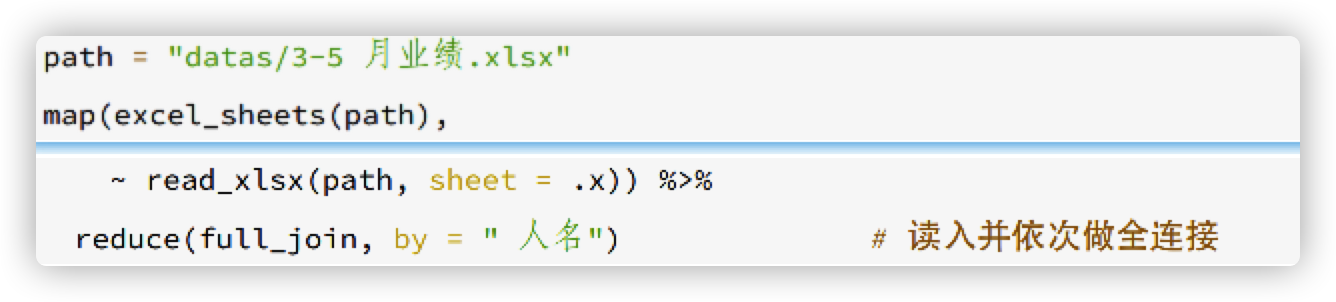 path = "datas/3-5 月业绩.xlsx"
map(excel_sheets(path),
~ read_xlsx(path, sheet = .x)) %>%
reduce(full_join, by = " 人名") # 读入并依次做全连接